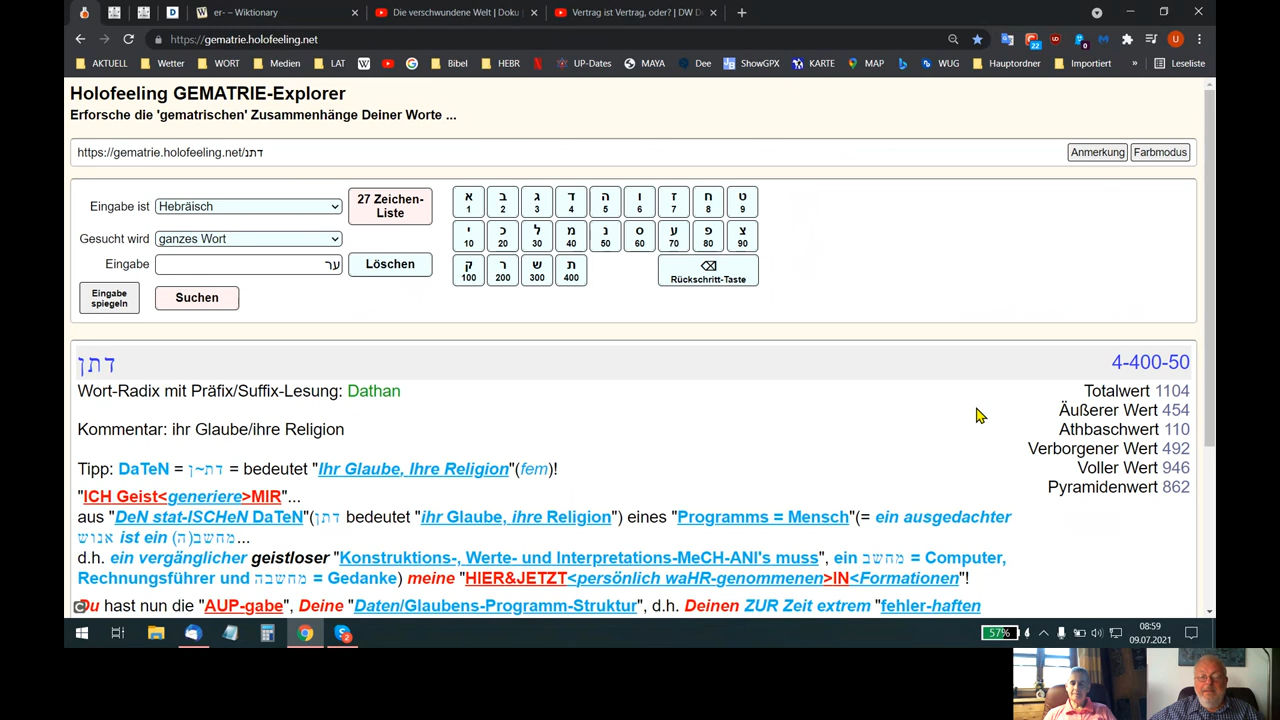 er- – Wiktionary
Die verschwundene Welt | Doku
Vertrag ist Vertrag, oder? | DW D
https://gematrie.holofeeling.net
22
0
U
AKTUELL Wetter WORT Medien LAT Bibel HEBR UP-Dates MAYA Dee ShowGPX KARTE MAP WUG Hauptordner Importiert » Leseliste
Holofeeling GEMATRIE-Explorer
Erforsche die 'gematrischen' Zusammenhänge Deiner Worte ...
https://gematrie.holofeeling.net/דתנ
Anmerkung Farbmodus
Eingabe ist Hebräisch
27 Zeichen-Liste
Gesucht wird ganzes Wort
Eingabe ער Löschen
Eingabe spiegeln Suchen
א ב ג ד ה ו ז ח ט
1 2 3 4 5 6 7 8 9
י כ ל מ נ ס ע פ צ
10 20 30 40 50 60 70 80 90
ק ר ש ת
100 200 300 400 Rückschritt-Taste
דתן 4-400-50
Wort-Radix mit Präfix/Suffix-Lesung: Dathan
Totalwert 1104
Äußerer Wert 454
Kommentar: ihr Glaube/ihre Religion
Athbaschwert 110
Verborgener Wert 492
Tipp: DaTeN = דת~ן = bedeutet "Ihr Glaube, Ihre Religion"(fem)!
Voller Wert 946
Pyramidenwert 862
"ICH Geist<generiere>MIR"...
aus "DeN stat-ISCHeN DaTeN"(דתן bedeutet "ihr Glaube, ihre Religion") eines "Programms = Mensch"(= ein ausgedachter
אנוש ist ein מחשב(ה)...
d.h. ein vergänglicher geistloser "Konstruktions-, Werte- und Interpretations-MeCH-ANI's muss", ein מחשב = Computer,
Rechnungsführer und מחשבה = Gedanke) meine "HIER&JETZT<persönlich waHR-genommenen>IN<Formationen"!
Du hast nun die "AUP-gabe", Deine "Daten/Glaubens-Programm-Struktur", d.h. Deinen ZUR Zeit extrem "fehler-haften
57%
08:59
09.07.2021